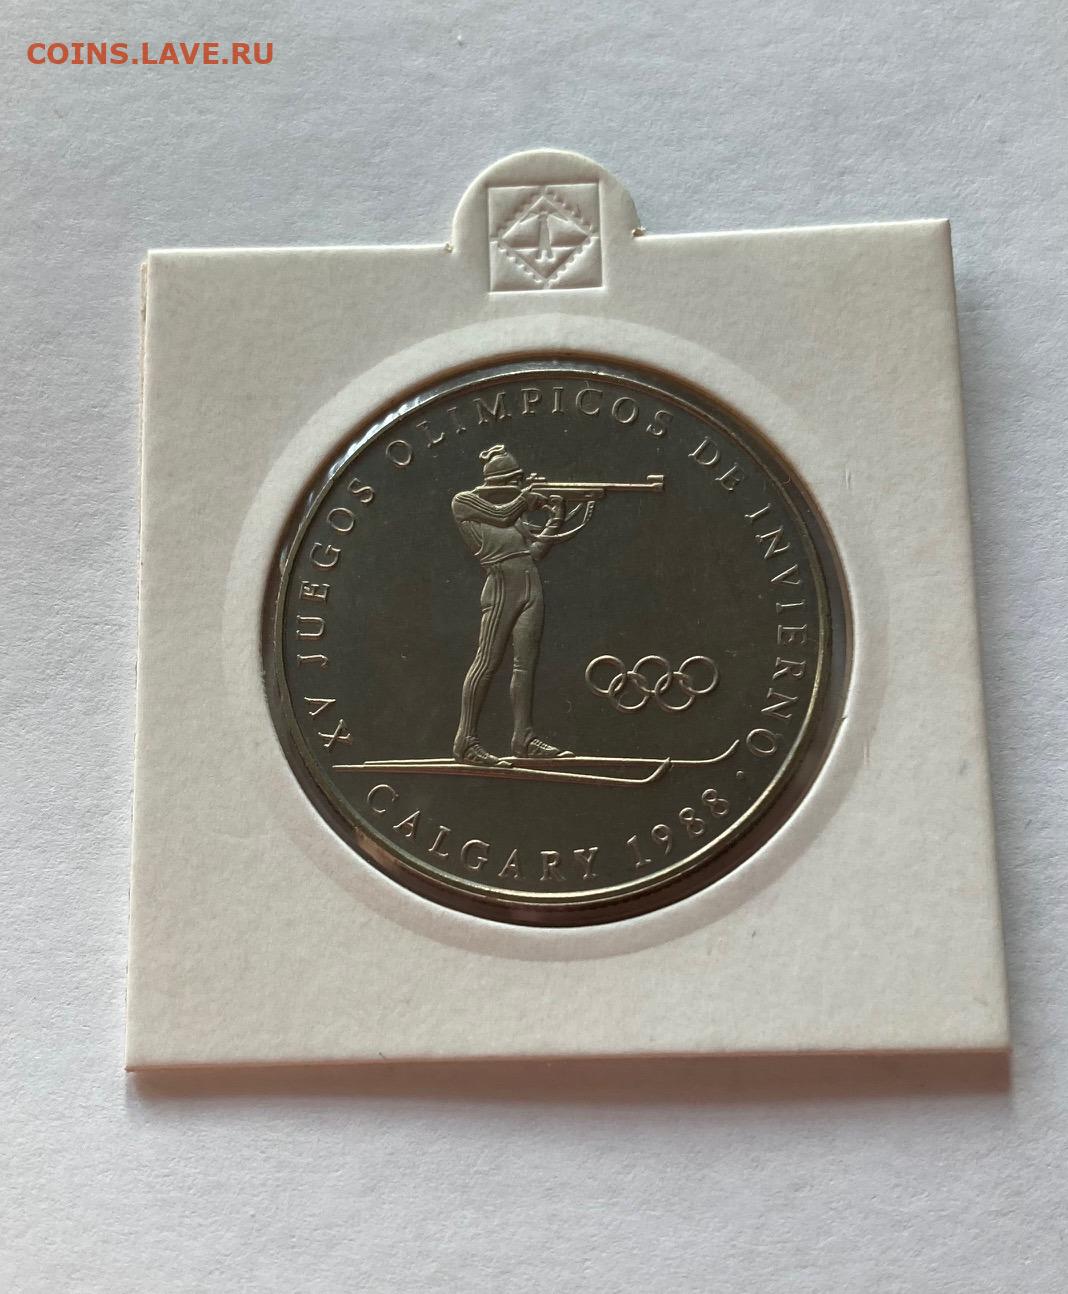 COINS.LAVE.RU
XV JUEGOS OLIMPICOS DE INVIERNO .
CALGARY 1988